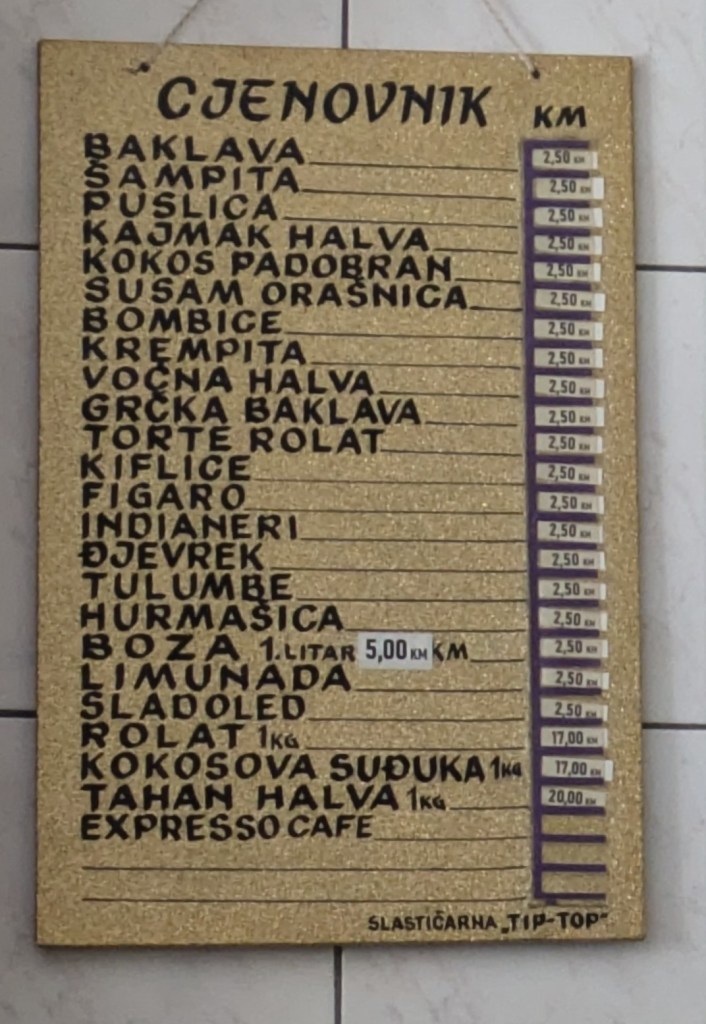 CJENOVNIK KM
BAKLAVA 2,50 KM
ŠAMPITA 2,50 KM
PUSLICA 2,50 KM
KAJMAK HALVA 2,50 KM
KOKOS PADOBRAN 2,50 KM
SUSAM ORAŠNICA 2,50 KM
BOMBICE 2,50 KM
KREMPITA 2,50 KM
VOĆNA HALVA 2,50 KM
GRČKA BAKLAVA 2,50 KM
TORTE ROLAT 2,50 KM
KIFLICE 2,50 KM
FIGARO 2,50 KM
INDIANERI 2,50 KM
ĐJEVREK 2,50 KM
TULUMBE 2,50 KM
HURMAŠICA 2,50 KM
BOZA 1.LITAR 5,00 KM KM 2,50 KM
LIMUNADA 2,50 KM
SLADOLED 2,50 KM
ROLAT 1KG 17,00 KM
KOKOSOVA SUĐUKA 1KG 17,00 KM
TAHAN HALVA 1KG 20,00 KM
EXPRESSO CAFE
SLASTIČARNA „TIP-TOP"